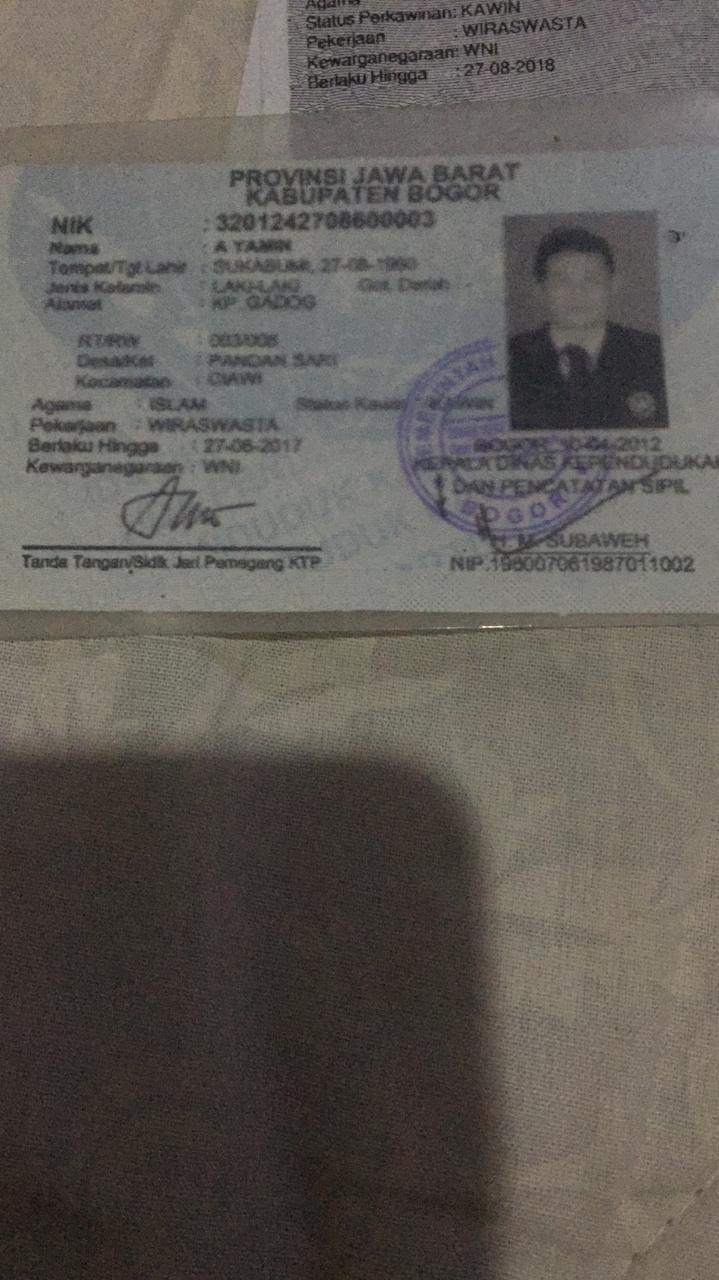 Agama
Status Perkawinan: KAWIN
Pekerjaan : WIRASWASTA
Kewarganegaraan: WNI
Berlaku Hingga : 27-08-2018
PROVINSI JAWA BARAT
KABUPATEN BOGOR
NIK : 3201242708600003
Nama : A YAMIN
Tempat/Tgl Lahir : SUKABUMI, 27-08-1960
Jenis Kelamin : LAKI-LAKI Gol. Darah : -
Alamat : KP GADOG
RT/RW : 003/006
Desa/Kel : PANDAN SARI
Kecamatan : CIAWI
Agama : ISLAM Status Kawin : KAWIN
Pekerjaan : WIRASWASTA
Berlaku Hingga : 27-08-2017
Kewarganegaraan : WNI
BOGOR, 10-04-2012
KEPALA DINAS KEPENDUDUKAN
DAN PENCATATAN SIPIL
BOGOR
H. M. SUBAWEH
Tanda Tangan/Sidik Jari Pemegang KTP
NIP.196007061987011002